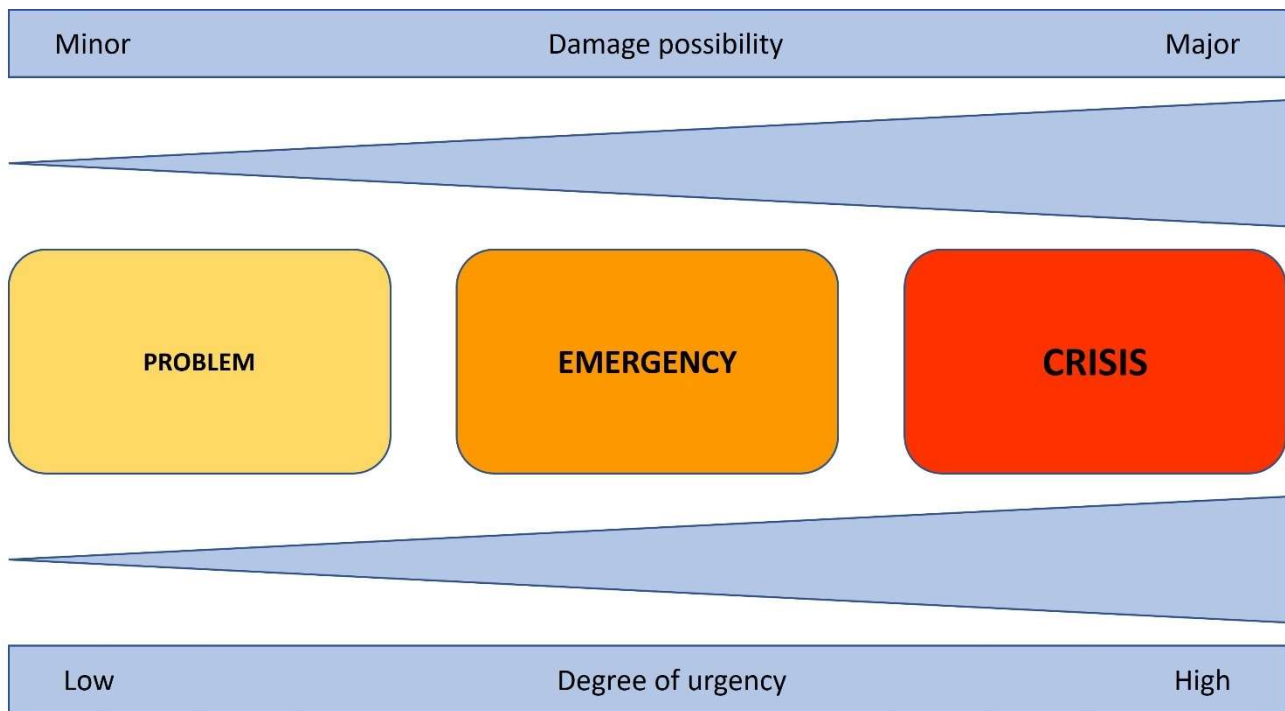 Minor Damage possibility Major
PROBLEM EMERGENCY CRISIS
Low Degree of urgency High